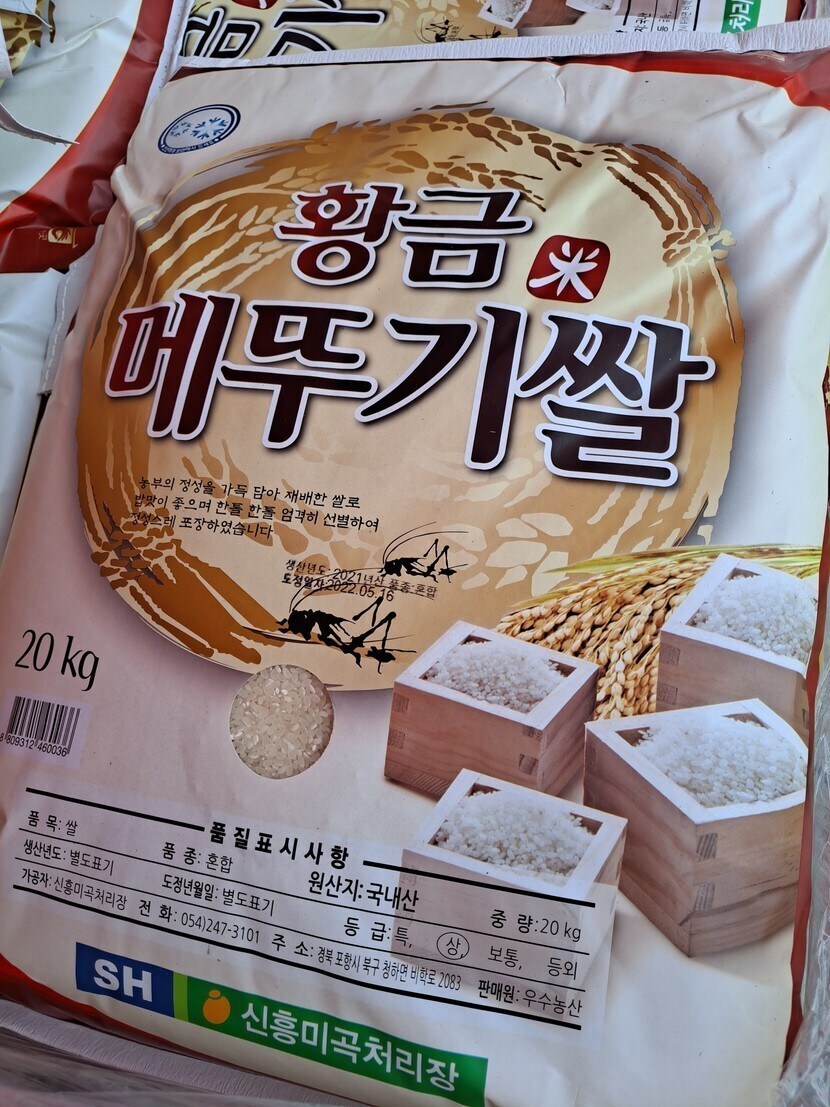 황금
米
메뚜기쌀
농부의 정성을 가득 담아 재배한 쌀로
밥맛이 좋으며 한톨 한톨 엄격히 선별하여
정성스레 포장하였습니다
생산년도: 2021년산 품종:혼합
도정일자:2022.05.16
20 kg
8 809312 460036
품질표시사항
품 목: 쌀 품 종: 혼합 원산지: 국내산 중 량:20 kg
생산년도: 별도표기 도정년월일: 별도표기 등 급:특, 상, 보통, 등외
가공자: 신흥미곡처리장 전 화: 054)247-3101 주 소: 경북 포항시 북구 청하면 비학로 2083 판매원: 우수농산
SH 신흥미곡처리장